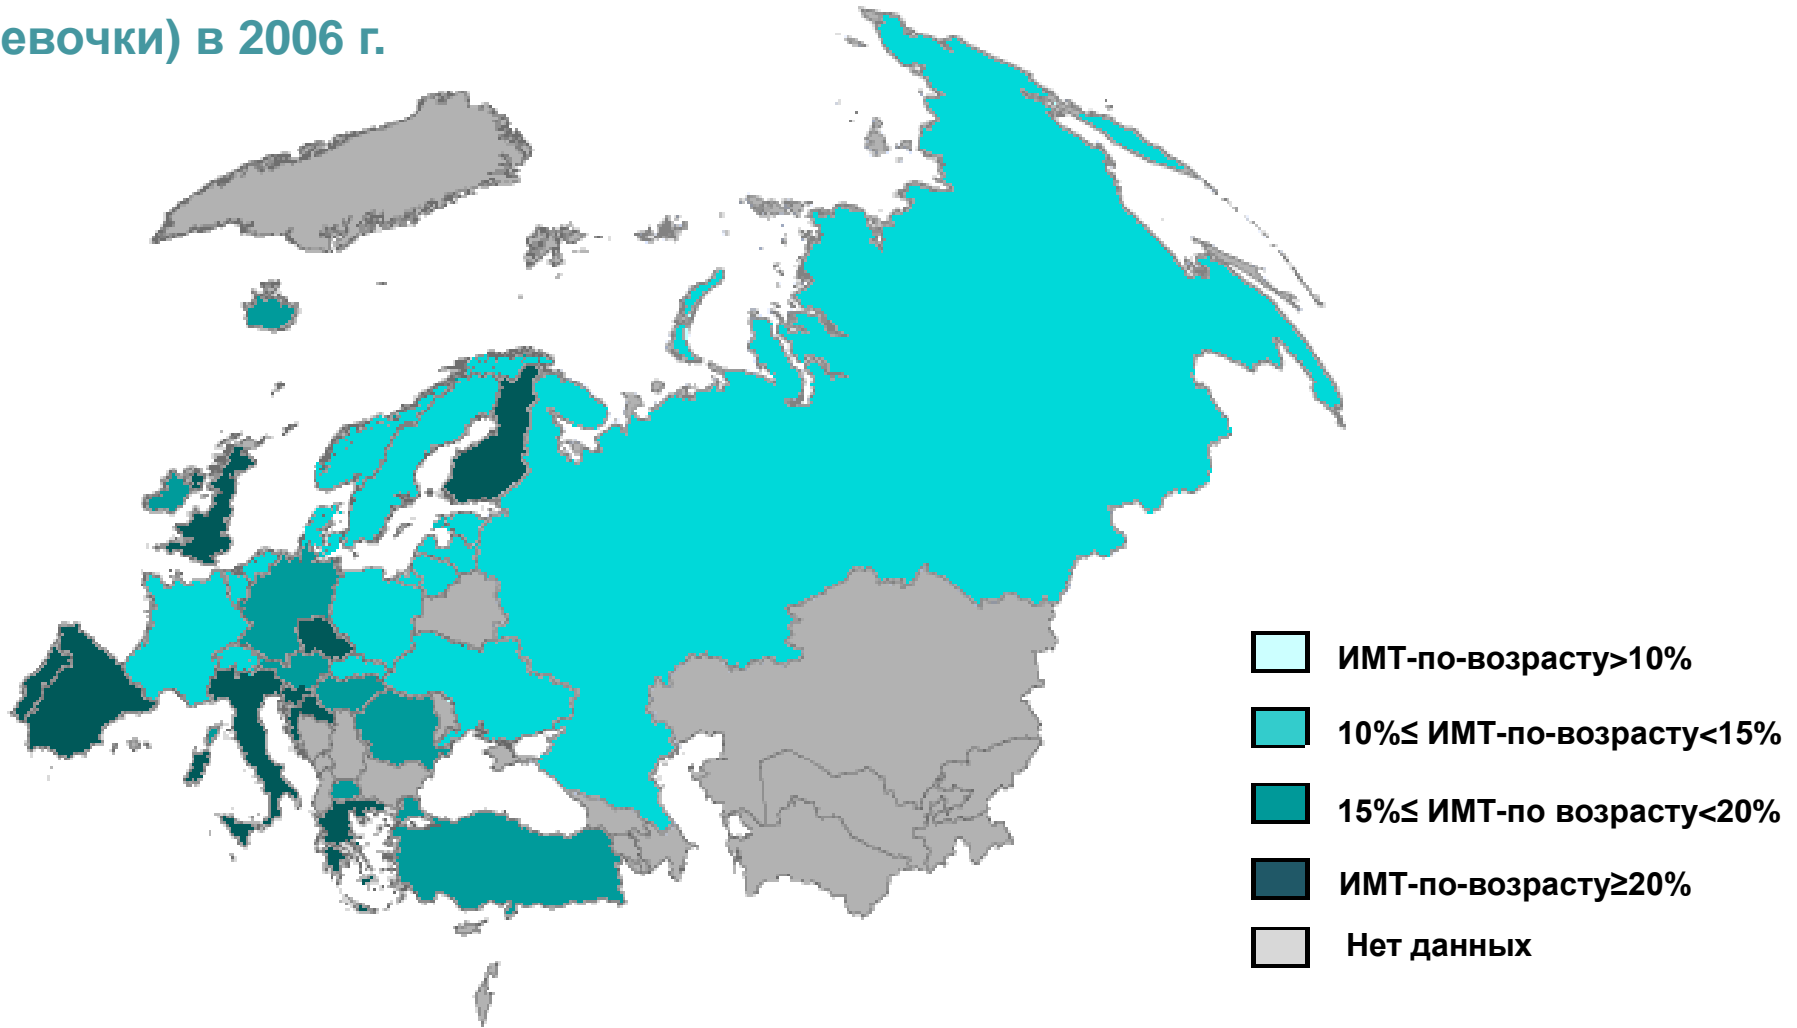 евочки) в 2006 г.
ИМТ-по-возрасту>10%
10%≤ ИМТ-по-возрасту<15%
15%≤ ИМТ-по возрасту<20%
ИМТ-по-возрасту≥20%
Нет данных